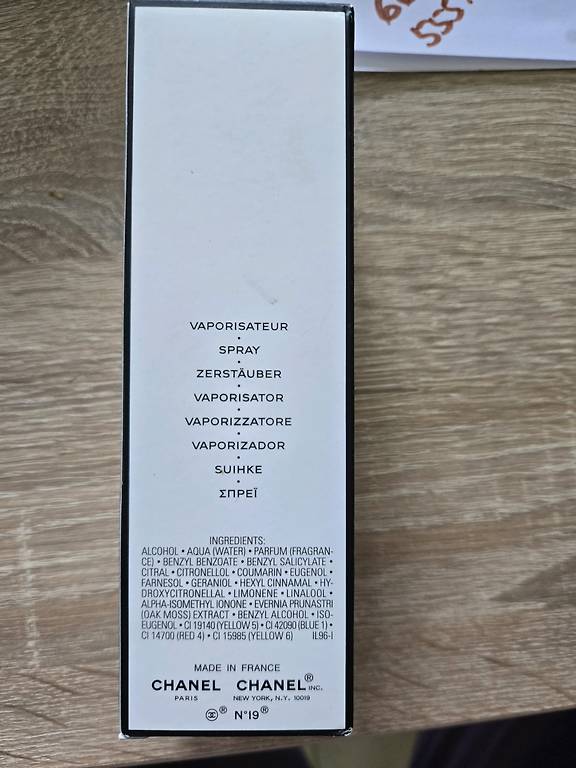 555
VAPORISATEUR
•
SPRAY
•
ZERSTÄUBER
•
VAPORISATOR
•
VAPORIZZATORE
•
VAPORIZADOR
•
SUIHKE
•
ΣΠΡΕΪ
INGREDIENTS:
ALCOHOL • AQUA (WATER) • PARFUM (FRAGRAN-
CE) • BENZYL BENZOATE • BENZYL SALICYLATE •
CITRAL • CITRONELLOL • COUMARIN • EUGENOL •
FARNESOL • GERANIOL • HEXYL CINNAMAL • HY-
DROXYCITRONELLAL • LIMONENE • LINALOOL •
ALPHA-ISOMETHYL IONONE • EVERNIA PRUNASTRI
(OAK MOSS) EXTRACT • BENZYL ALCOHOL • ISO-
EUGENOL • CI 19140 (YELLOW 5) • CI 42090 (BLUE 1) •
CI 14700 (RED 4) • CI 15985 (YELLOW 6) IL96-I
MADE IN FRANCE
CHANEL CHANEL® INC.
PARIS NEW YORK, N.Y. 10019
® N°19®